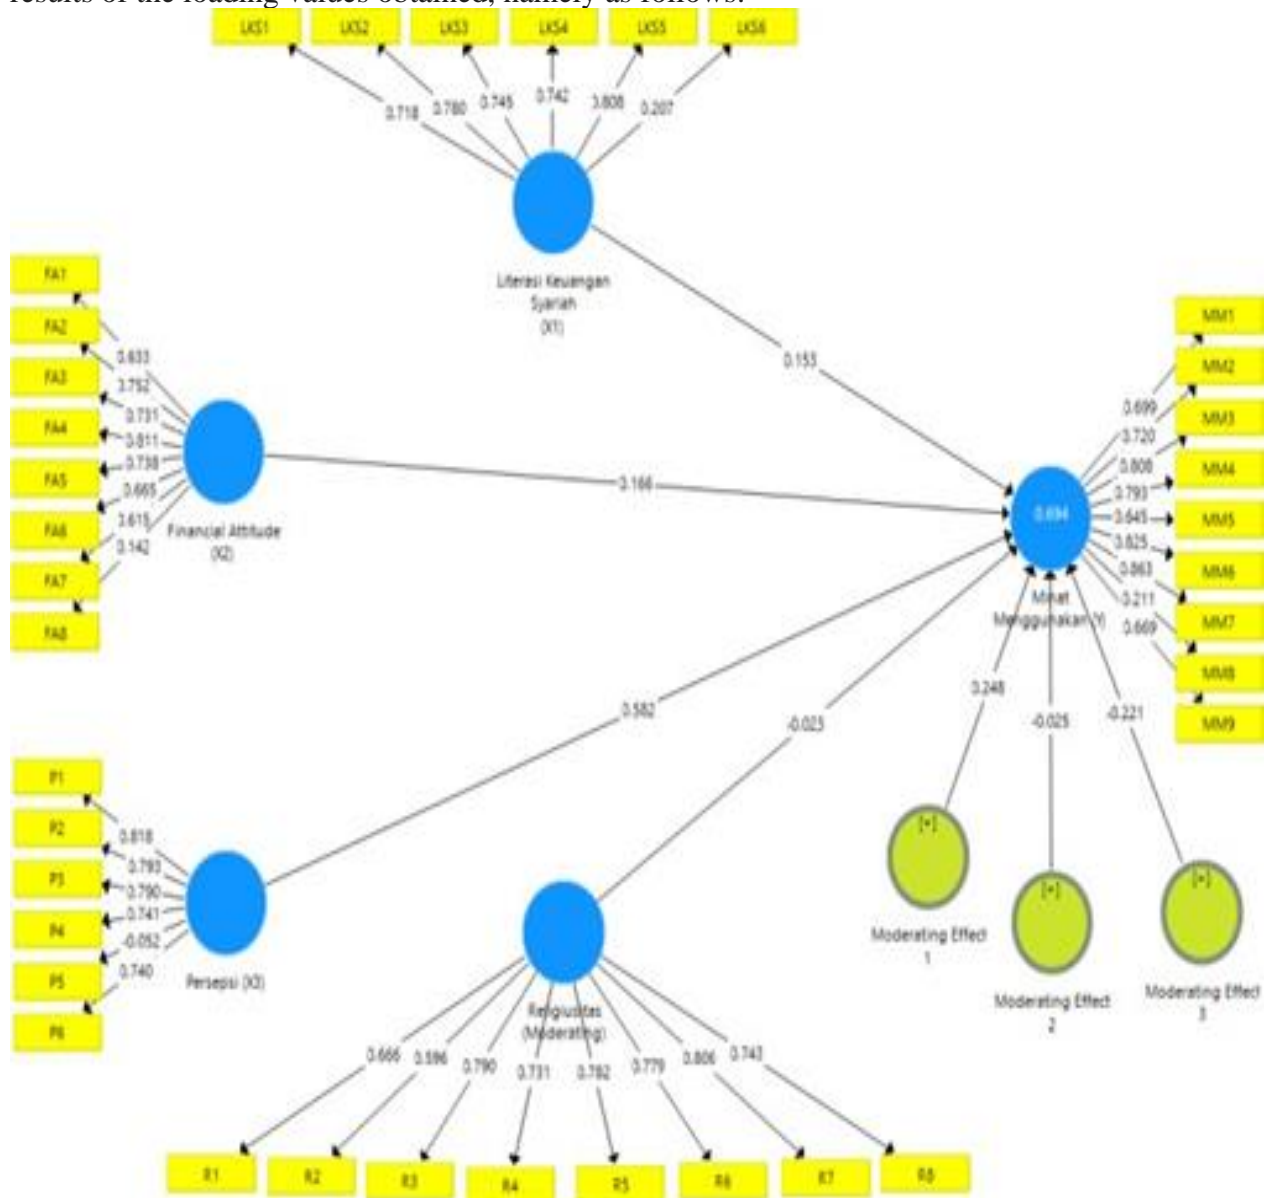 results of the loading values obtained, namely as follows:
LKS1
LKS2
LKS3
LKS4
LKS5
LKS6
0.718
0.780
0.745
0.742
0.808
0.207
Literasi Keuangan
Syariah
(X1)
FA1
FA2
FA3
FA4
FA5
FA6
FA7
FA8
0.633
0.752
0.731
0.811
0.738
0.665
0.615
0.142
Financial Attitude
(X2)
0.153
0.166
0.582
-0.023
0.694
Minat
Menggunakan (Y)
MM1
MM2
MM3
MM4
MM5
MM6
MM7
MM8
MM9
0.699
0.720
0.808
0.793
0.645
0.825
0.863
0.211
0.669
0.248
-0.025
-0.221
[+]
Moderating Effect
1
[+]
Moderating Effect
2
[+]
Moderating Effect
3
P1
P2
P3
P4
P5
P6
0.818
0.793
0.790
0.741
-0.052
0.740
Persepsi (X3)
Religiusitas
(Moderating)
0.666
0.596
0.790
0.731
0.782
0.779
0.806
0.743
R1
R2
R3
R4
R5
R6
R7
R8